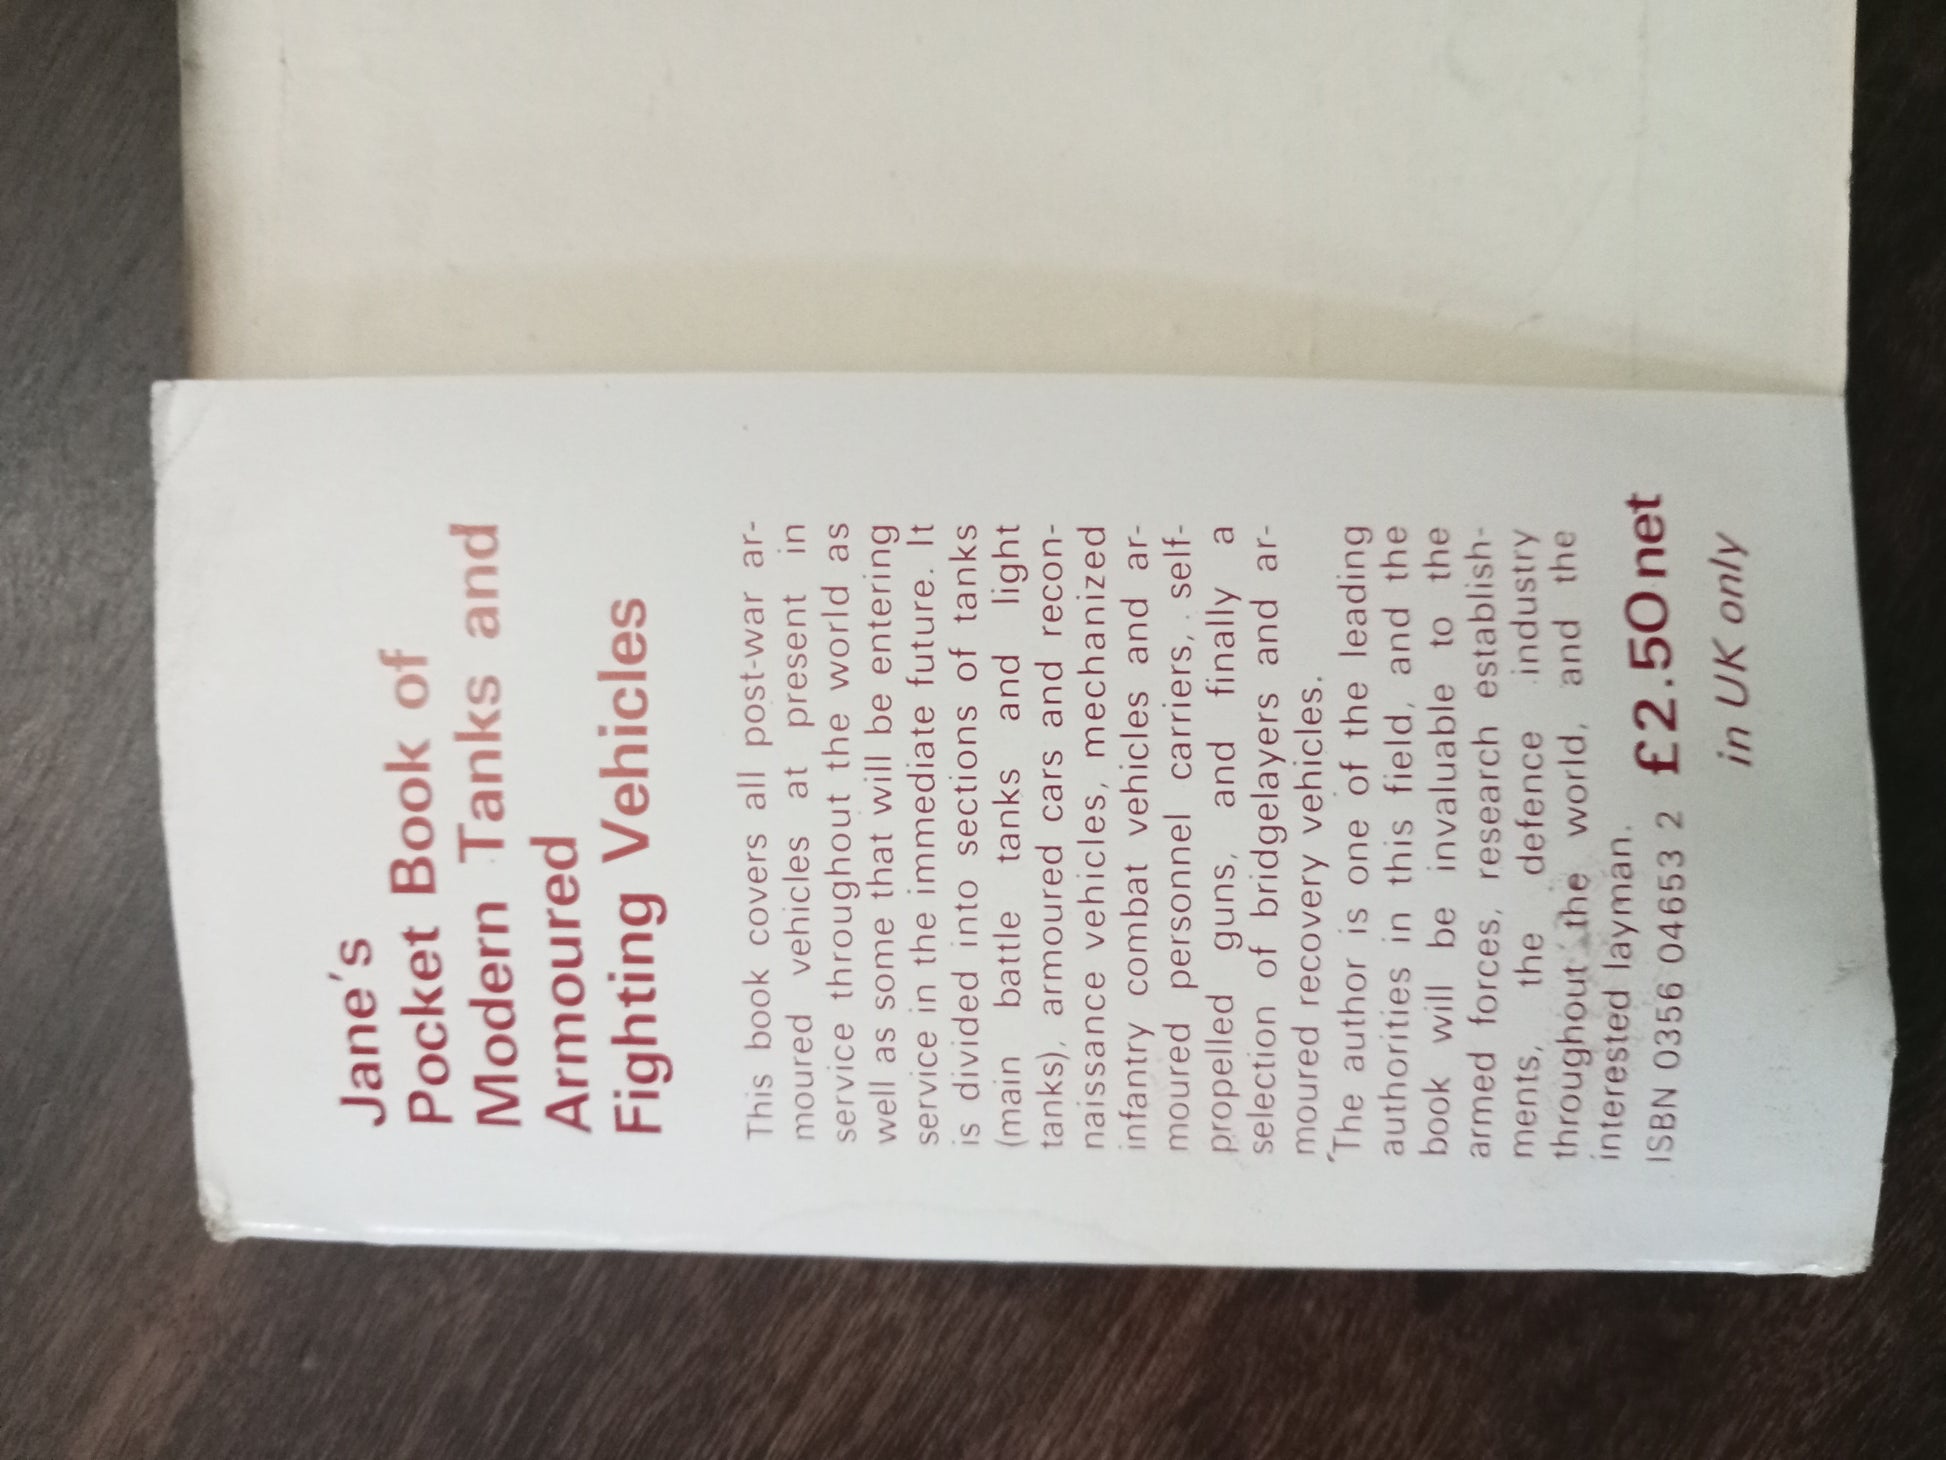 Jane's
Pocket Book of
Modern Tanks and
Armoured
Fighting Vehicles
This book covers all post-war ar-
moured vehicles at present in
service throughout the world as
well as some that will be entering
service in the immediate future. It
is divided into sections of tanks
(main battle tanks and light
tanks), armoured cars and recon-
naissance vehicles, mechanized
infantry combat vehicles and ar-
moured personnel carriers, self-
propelled guns, and finally a
selection of bridgelayers and ar-
moured recovery vehicles.
The author is one of the leading
authorities in this field, and the
book will be invaluable to the
armed forces, research establish-
ments, the defence industry
throughout the world, and the
interested layman.
ISBN 0356 04653 2 £2.50 net
in UK only